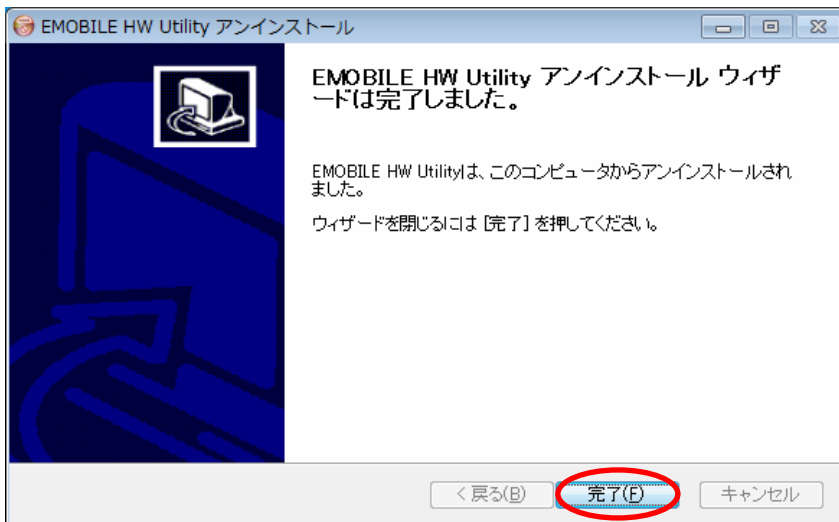 EMOBILE HW Utility アンインストール
EMOBILE HW Utility アンインストール ウィザ
ードは完了しました。
EMOBILE HW Utilityは、このコンピュータからアンインストールされ
ました。
ウィザードを閉じるには [完了] を押してください。
< 戻る(B)
完了(F)
キャンセル